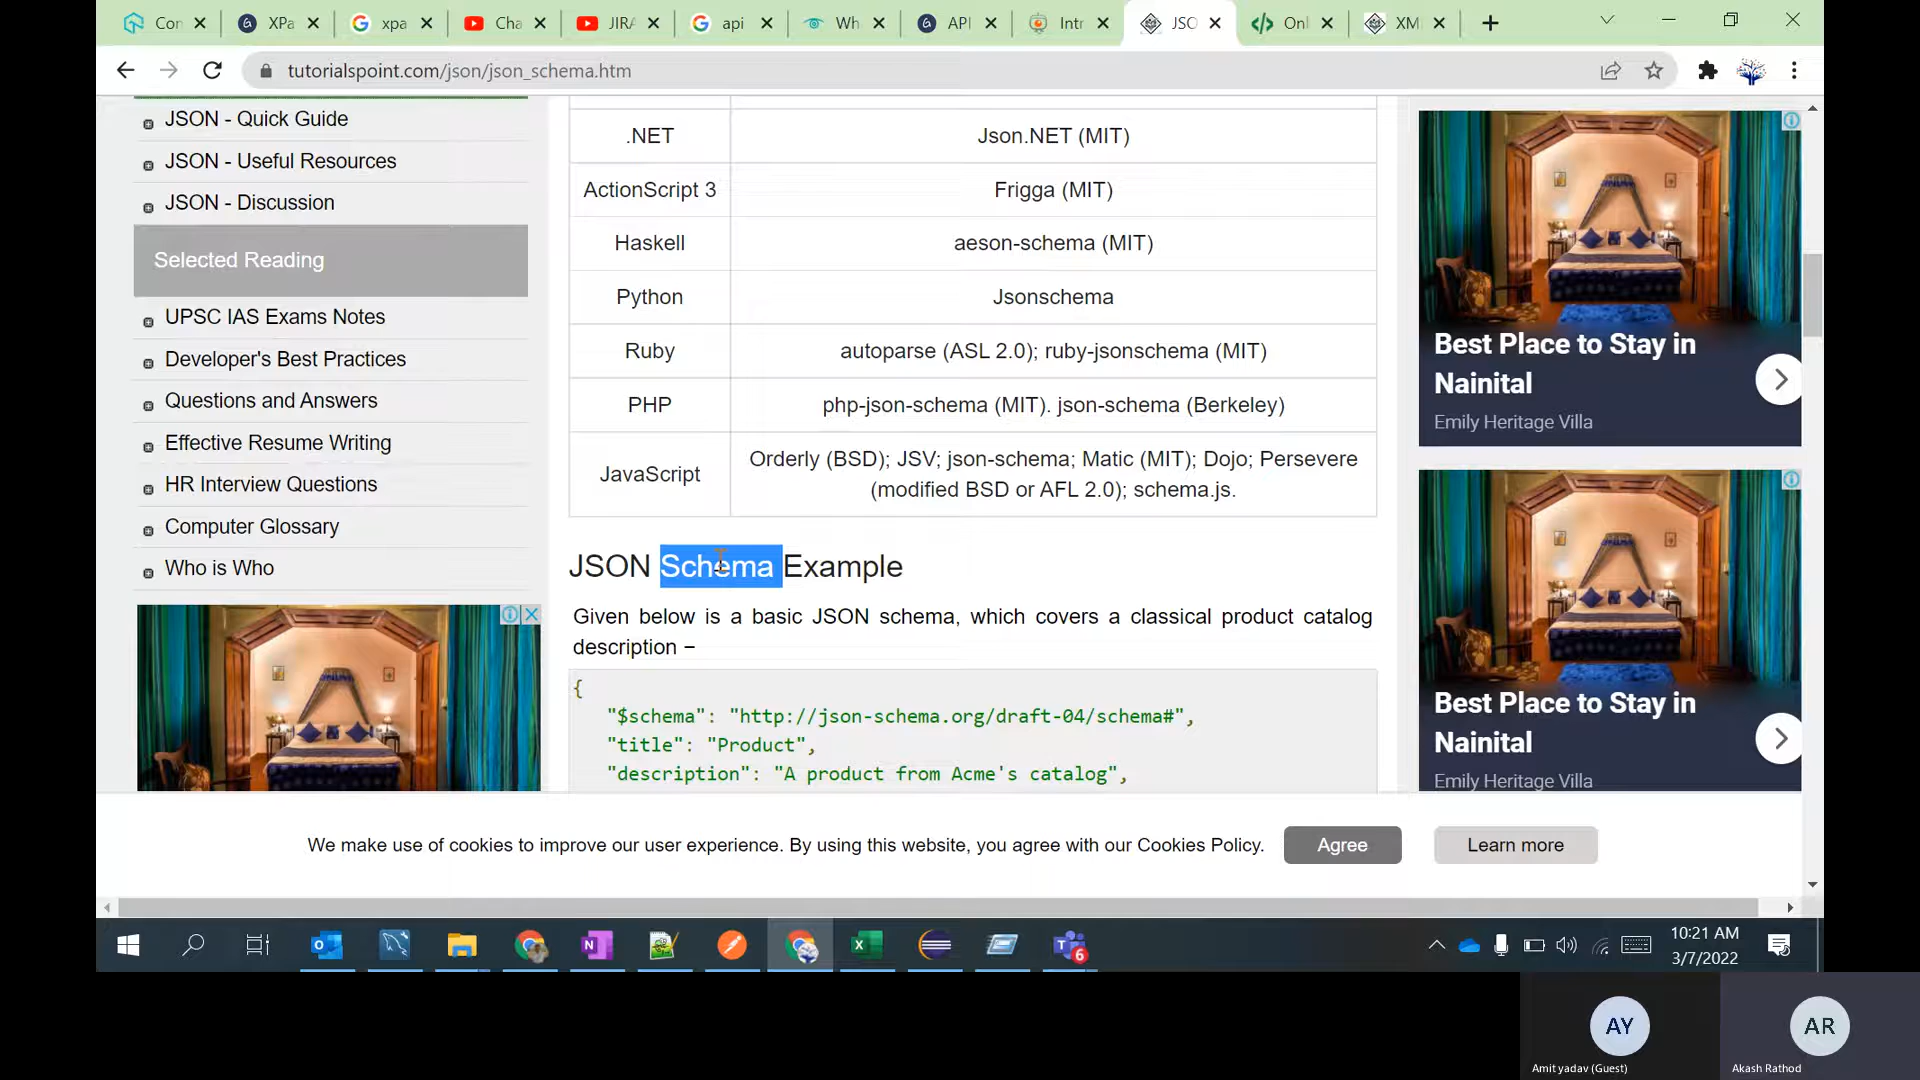 Con
XPa
xpa
Cha
JIRA
api
Wh
API
Intr
JSC
Onl
XM
tutorialspoint.com/json/json_schema.htm
JSON - Quick Guide
JSON - Useful Resources
JSON - Discussion
Selected Reading
UPSC IAS Exams Notes
Developer's Best Practices
Questions and Answers
Effective Resume Writing
HR Interview Questions
Computer Glossary
Who is Who
.NET Json.NET (MIT)
ActionScript 3 Frigga (MIT)
Haskell aeson-schema (MIT)
Python Jsonschema
Ruby autoparse (ASL 2.0); ruby-jsonschema (MIT)
PHP php-json-schema (MIT). json-schema (Berkeley)
JavaScript Orderly (BSD); JSV; json-schema; Matic (MIT); Dojo; Persevere
(modified BSD or AFL 2.0); schema.js.
JSON Schema Example
Given below is a basic JSON schema, which covers a classical product catalog
description −
{
"$schema": "http://json-schema.org/draft-04/schema#",
"title": "Product",
"description": "A product from Acme's catalog",
Best Place to Stay in
Nainital
Emily Heritage Villa
Best Place to Stay in
Nainital
Emily Heritage Villa
We make use of cookies to improve our user experience. By using this website, you agree with our Cookies Policy.
Agree
Learn more
6
10:21 AM
3/7/2022
AY
AR
Amit yadav (Guest)
Akash Rathod